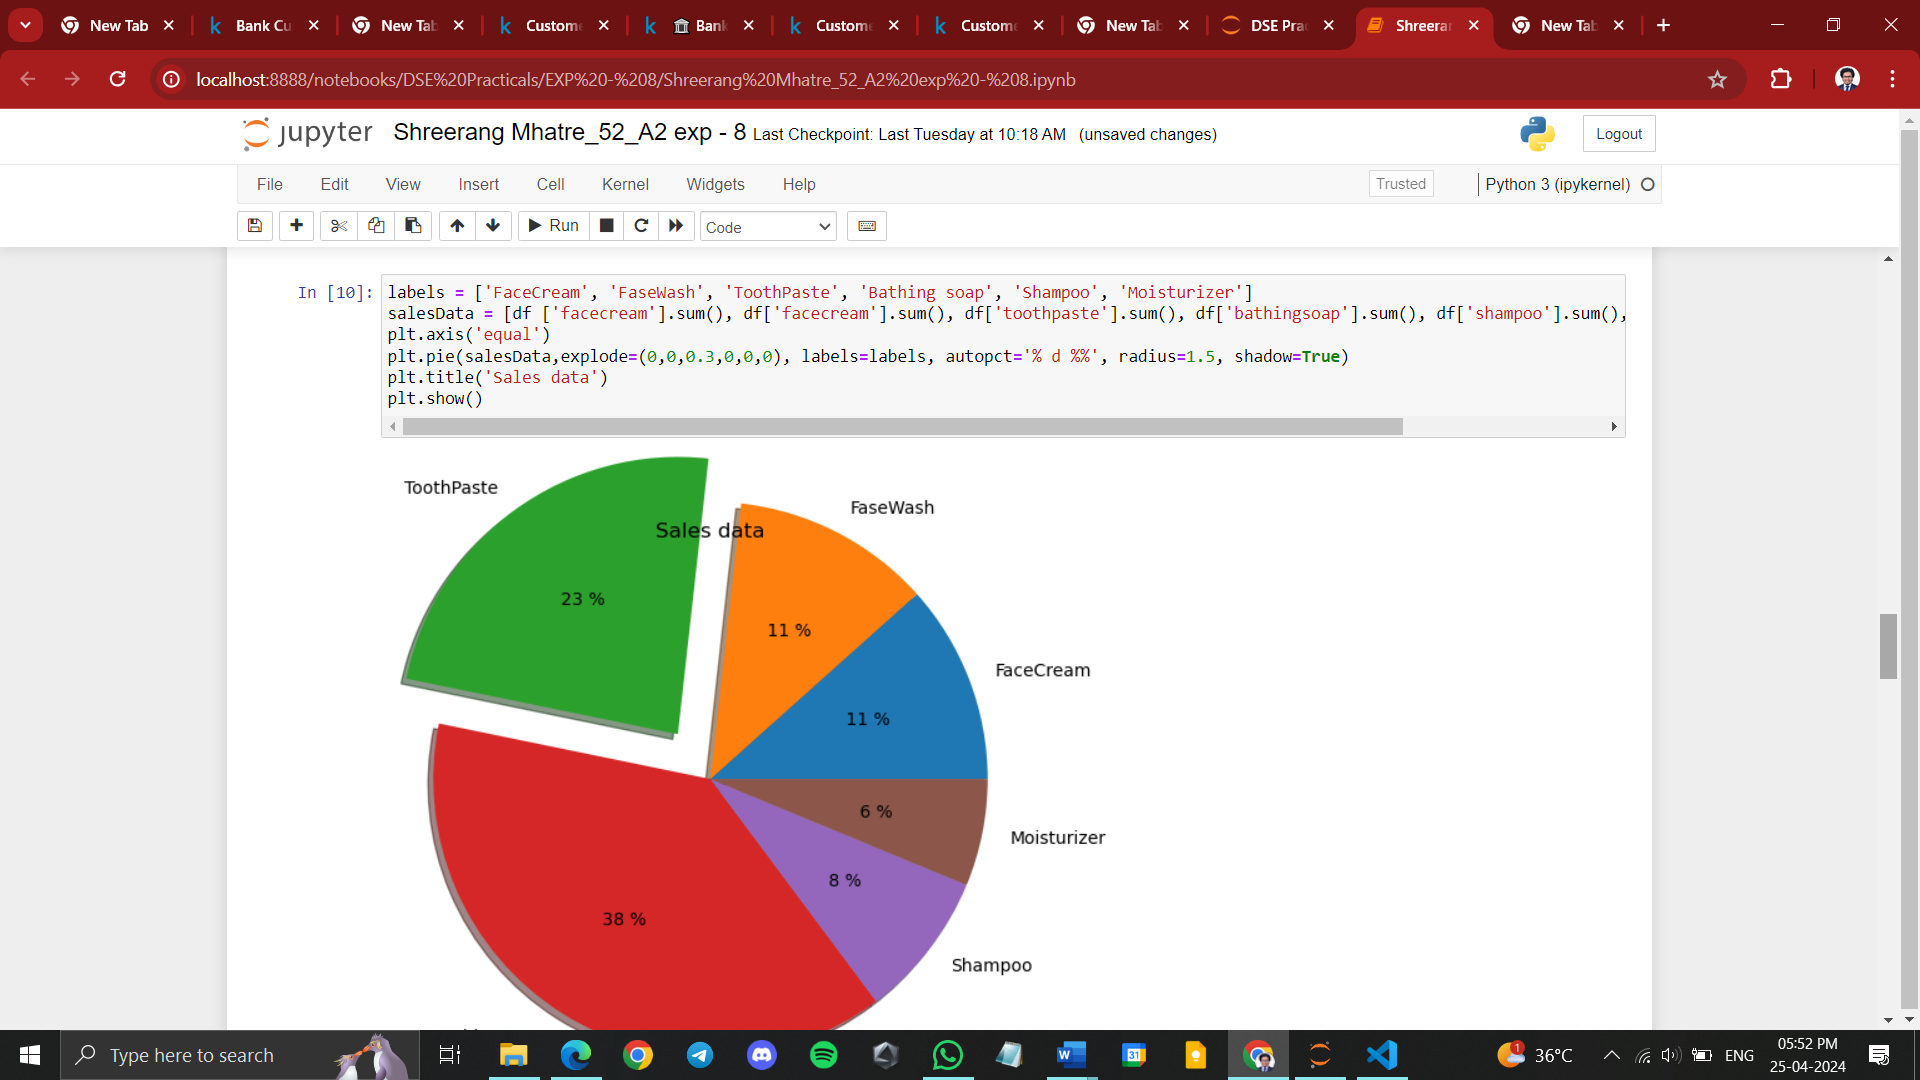 New Tab
Bank Cu
New Tab
Custome
Bank
Custome
Custome
New Tab
DSE Prac
Shreeran
New Tab
localhost:8888/notebooks/DSE%20Practicals/EXP%20-%208/Shreerang%20Mhatre_52_A2%20exp%20-%208.ipynb
jupyter Shreerang Mhatre_52_A2 exp - 8 Last Checkpoint: Last Tuesday at 10:18 AM (unsaved changes)
Logout
File Edit View Insert Cell Kernel Widgets Help
Trusted
Python 3 (ipykernel)
Run
Code
In [10]:
labels = ['FaceCream', 'FaseWash', 'ToothPaste', 'Bathing soap', 'Shampoo', 'Moisturizer']
salesData = [df ['facecream'].sum(), df['facecream'].sum(), df['toothpaste'].sum(), df['bathingsoap'].sum(), df['shampoo'].sum(),
plt.axis('equal')
plt.pie(salesData,explode=(0,0,0.3,0,0,0), labels=labels, autopct='% d %%', radius=1.5, shadow=True)
plt.title('Sales data')
plt.show()
ToothPaste
FaseWash
Sales data
23 %
11 %
FaceCream
11 %
6 %
Moisturizer
8 %
38 %
Shampoo
Type here to search
1
36°C
ENG
05:52 PM
25-04-2024